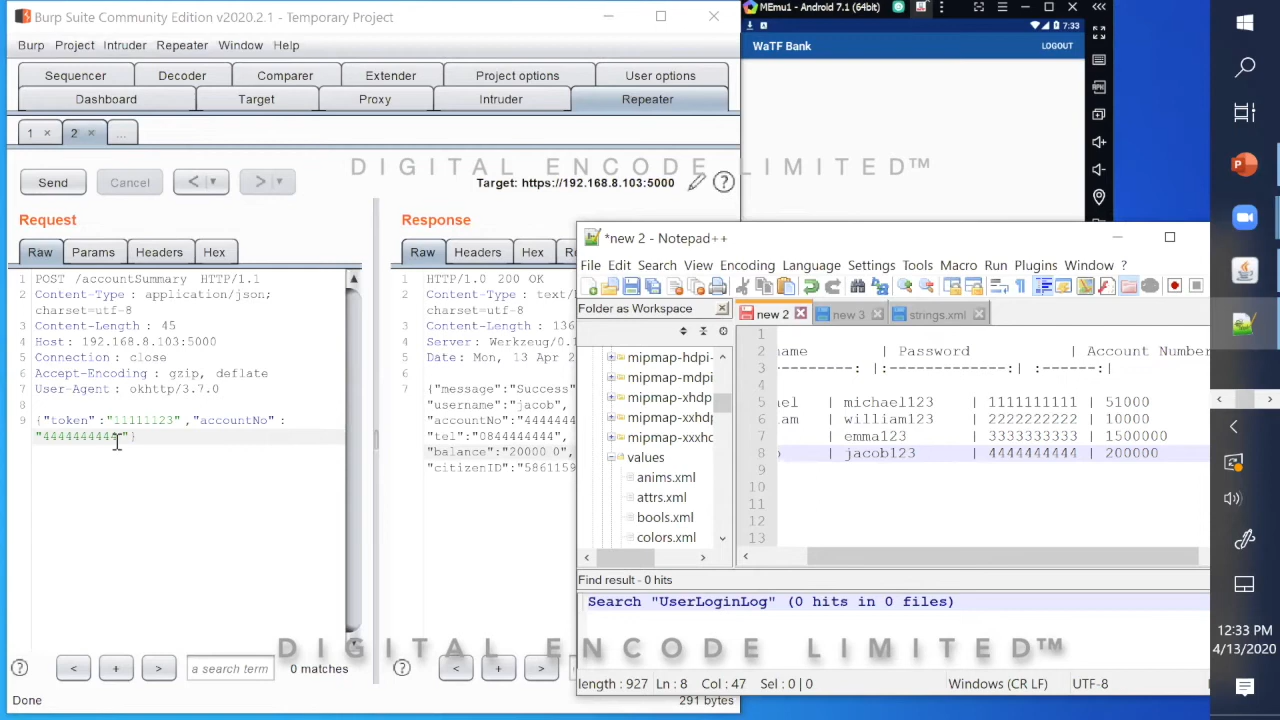 Burp Suite Community Edition v2020.2.1 - Temporary Project
Burp Project Intruder Repeater Window Help
Sequencer Decoder Comparer Extender Project options User options
Dashboard Target Proxy Intruder Repeater
1 × 2 × ...
DIGITAL ENCODE LIMITED™
Send Cancel < > Target: https://192.168.8.103:5000 ?
Request
Raw Params Headers Hex
1 POST /accountSummary HTTP/1.1
2 Content-Type : application/json;
charset=utf-8
3 Content-Length : 45
4 Host: 192.168.8.103:5000
5 Connection: close
6 Accept-Encoding: gzip, deflate
7 User-Agent: okhttp/3.7.0
8
9 {"token":"11111123","accountNo":
"4444444444"}
? < + > a search term 0 matches
Done
Response
Raw Headers Hex
1 HTTP/1.0 200 OK
2 Content-Type : text/
charset=utf-8
3 Content-Length : 136
4 Server: Werkzeug/0.1
5 Date: Mon, 13 Apr 2
6
7 {"message":"Success"
"username":"jacob",
"accountNo":"4444444
"tel":"0844444444",
"balance":"20000 0",
"citizenID":"5861159
? < + >
291 bytes
MEmu1 - Android 7.1 (64bit)
7:33
WaTF Bank LOGOUT
*new 2 - Notepad++
File Edit Search View Encoding Language Settings Tools Macro Run Plugins Window ?
Folder as Workspace
new 2 new 3 strings.xml
mipmap-hdpi-
mipmap-mdpi
mipmap-xhdp
mipmap-xxhdp
mipmap-xxxhc
values
anims.xml
attrs.xml
bools.xml
colors.xml
1
2 name | Password | Account Number
3 ----------: |:-------------:| :------:|
4
5 el | michael123 | 1111111111 | 51000
6 am | william123 | 2222222222 | 10000
7 | emma123 | 3333333333 | 1500000
8 | jacob123 | 4444444444 | 200000
9
10
11
12
13
Find result - 0 hits
Search "UserLoginLog" (0 hits in 0 files)
DIGITAL ENCODE LIMITED™
length : 927 Ln : 8 Col : 47 Sel : 0 | 0 Windows (CR LF) UTF-8
12:33 PM
4/13/2020